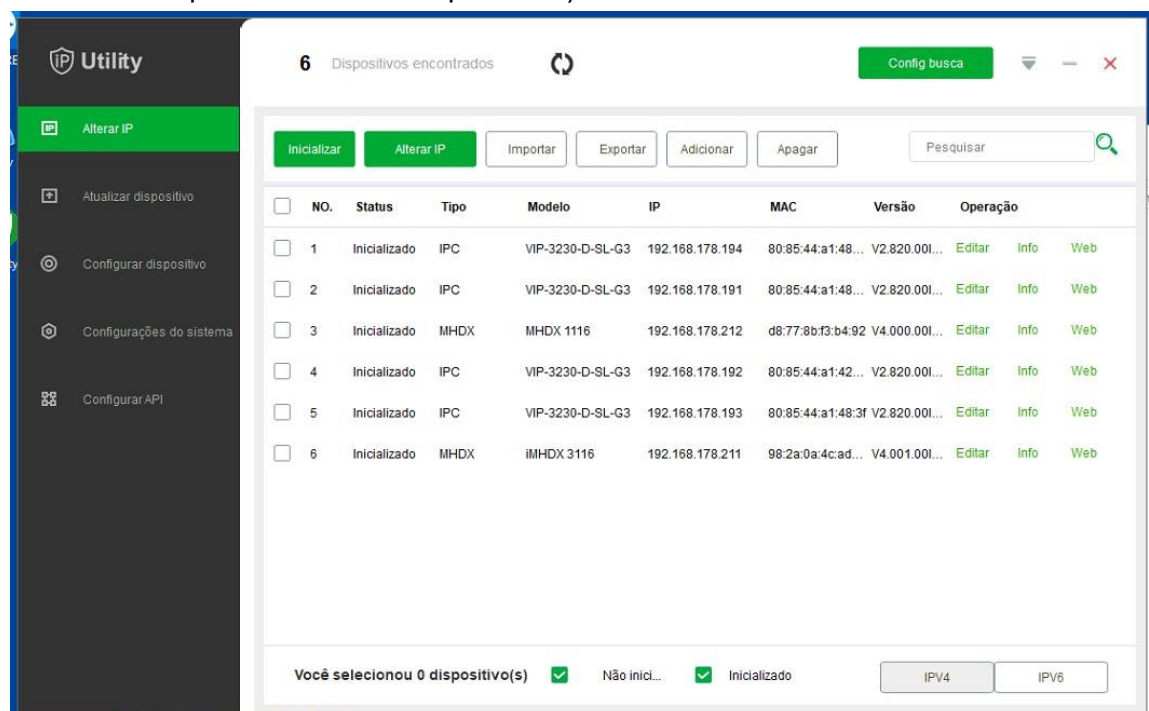 IP Utility
6 Dispositivos encontrados
Config busca
Alterar IP
Atualizar dispositivo
Configurar dispositivo
Configurações do sistema
Configurar API
Inicializar Alterar IP Importar Exportar Adicionar Apagar Pesquisar
NO. Status Tipo Modelo IP MAC Versão Operação
1 Inicializado IPC VIP-3230-D-SL-G3 192.168.178.194 80:85:44:a1:48... V2.820.00I... Editar Info Web
2 Inicializado IPC VIP-3230-D-SL-G3 192.168.178.191 80:85:44:a1:48... V2.820.00I... Editar Info Web
3 Inicializado MHDX MHDX 1116 192.168.178.212 d8:77:8b:f3:b4:92 V4.000.00I... Editar Info Web
4 Inicializado IPC VIP-3230-D-SL-G3 192.168.178.192 80:85:44:a1:42... V2.820.00I... Editar Info Web
5 Inicializado IPC VIP-3230-D-SL-G3 192.168.178.193 80:85:44:a1:48:3f V2.820.00I... Editar Info Web
6 Inicializado MHDX iMHDX 3116 192.168.178.211 98:2a:0a:4c:ad... V4.001.00I... Editar Info Web
Você selecionou 0 dispositivo(s) Não inici... Inicializado IPV4 IPV6